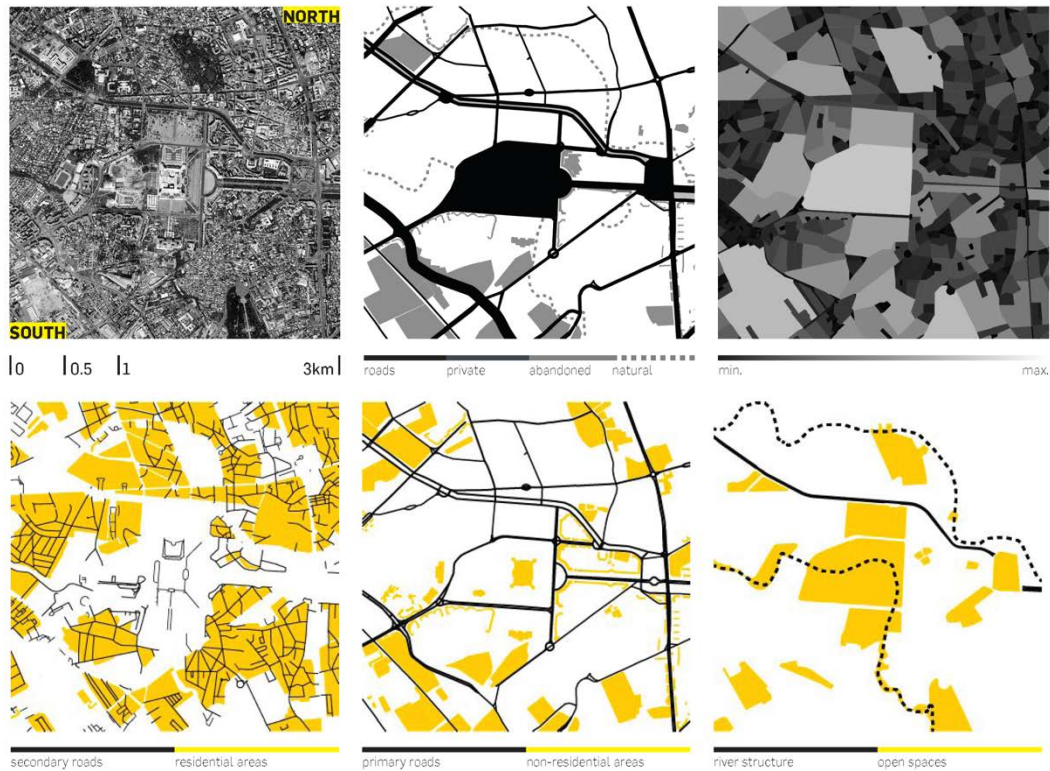 NORTH
SOUTH
0 0.5 1 3km
roads private abandoned natural
min. max.
secondary roads residential areas
primary roads non-residential areas
river structure open spaces